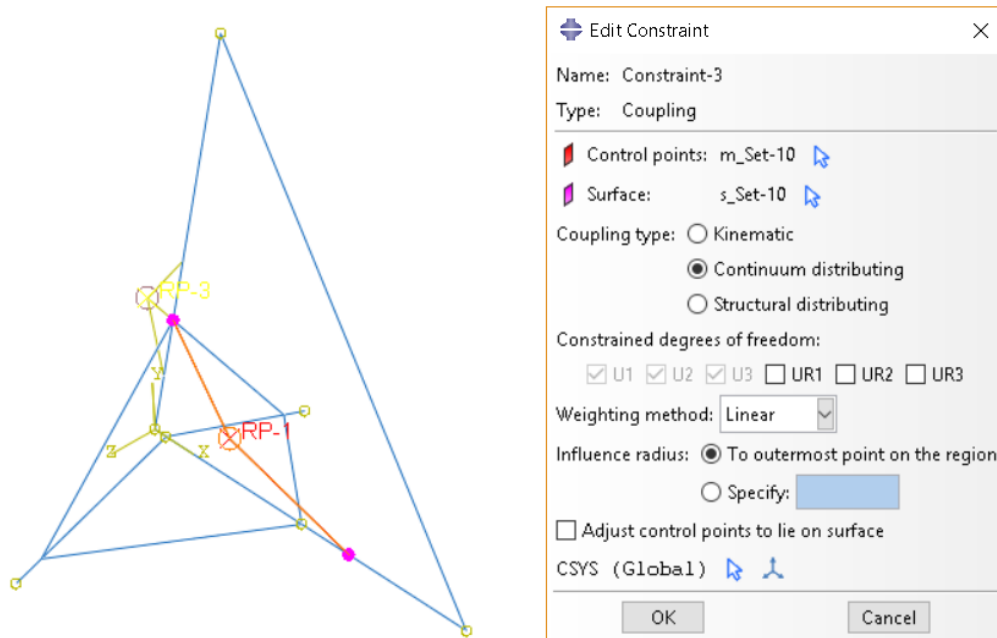 RP-3
Y
RP-1
Z
X
Edit Constraint
Name: Constraint-3
Type: Coupling
Control points: m_Set-10
Surface: s_Set-10
Coupling type: Kinematic
Continuum distributing
Structural distributing
Constrained degrees of freedom:
U1 U2 U3 UR1 UR2 UR3
Weighting method: Linear
Influence radius: To outermost point on the region
Specify:
Adjust control points to lie on surface
CSYS (Global)
OK Cancel